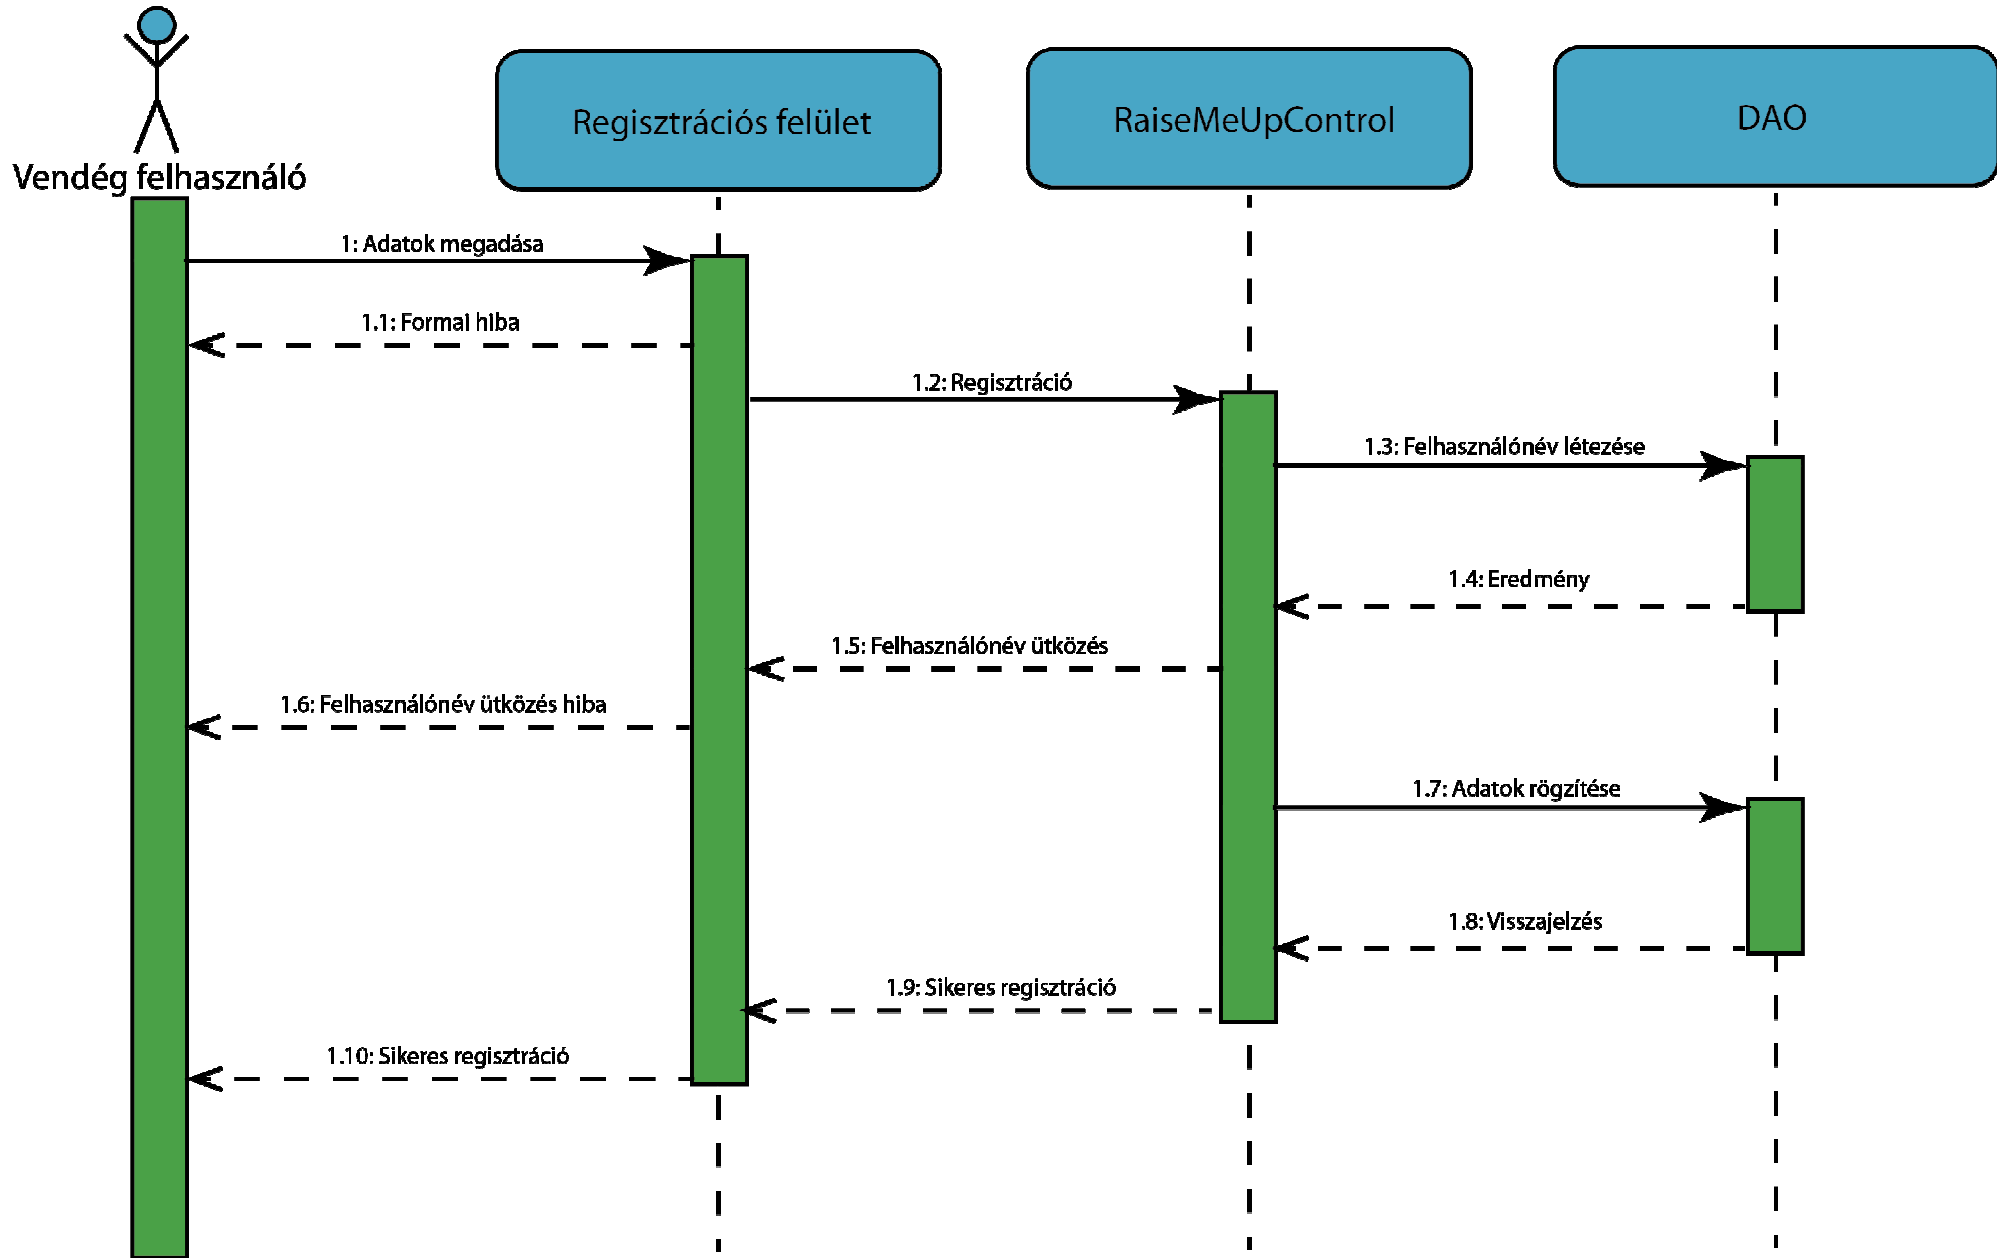 Vendég felhasználó
Regisztrációs felület
RaiseMeUpControl
DAO
1: Adatok megadása
1.1: Formai hiba
1.2: Regisztráció
1.3: Felhasználónév létezése
1.4: Eredmény
1.5: Felhasználónév ütközés
1.6: Felhasználónév ütközés hiba
1.7: Adatok rögzítése
1.8: Visszajelzés
1.9: Sikeres regisztráció
1.10: Sikeres regisztráció